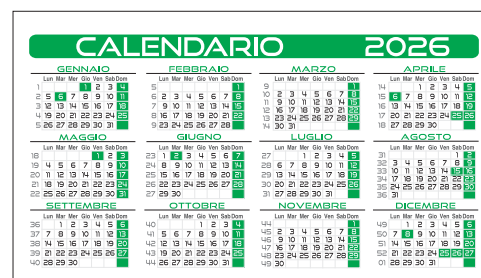 CALENDARIO 2026
GENNAIO
Lun Mar Mer Gio Ven Sab Dom
1 1 2 3 4
2 5 6 7 8 9 10 11
3 12 13 14 15 16 17 18
4 19 20 21 22 23 24 25
5 26 27 28 29 30 31
FEBBRAIO
Lun Mar Mer Gio Ven Sab Dom
5 1
6 2 3 4 5 6 7 8
7 9 10 11 12 13 14 15
8 16 17 18 19 20 21 22
9 23 24 25 26 27 28
MARZO
Lun Mar Mer Gio Ven Sab Dom
9 1
10 2 3 4 5 6 7 8
11 9 10 11 12 13 14 15
12 16 17 18 19 20 21 22
13 23 24 25 26 27 28 29
14 30 31
APRILE
Lun Mar Mer Gio Ven Sab Dom
14 1 2 3 4 5
15 6 7 8 9 10 11 12
16 13 14 15 16 17 18 19
17 20 21 22 23 24 25 26
18 27 28 29 30
MAGGIO
Lun Mar Mer Gio Ven Sab Dom
18 1 2 3
19 4 5 6 7 8 9 10
20 11 12 13 14 15 16 17
21 18 19 20 21 22 23 24
22 25 26 27 28 29 30 31
GIUGNO
Lun Mar Mer Gio Ven Sab Dom
23 1 2 3 4 5 6 7
24 8 9 10 11 12 13 14
25 15 16 17 18 19 20 21
26 22 23 24 25 26 27 28
27 29 30
LUGLIO
Lun Mar Mer Gio Ven Sab Dom
27 1 2 3 4 5
28 6 7 8 9 10 11 12
29 13 14 15 16 17 18 19
30 20 21 22 23 24 25 26
31 27 28 29 30 31
AGOSTO
Lun Mar Mer Gio Ven Sab Dom
31 1 2
32 3 4 5 6 7 8 9
33 10 11 12 13 14 15 16
34 17 18 19 20 21 22 23
35 24 25 26 27 28 29 30
36 31
SETTEMBRE
Lun Mar Mer Gio Ven Sab Dom
36 1 2 3 4 5 6
37 7 8 9 10 11 12 13
38 14 15 16 17 18 19 20
39 21 22 23 24 25 26 27
40 28 29 30
OTTOBRE
Lun Mar Mer Gio Ven Sab Dom
40 1 2 3 4
41 5 6 7 8 9 10 11
42 12 13 14 15 16 17 18
43 19 20 21 22 23 24 25
44 26 27 28 29 30 31
NOVEMBRE
Lun Mar Mer Gio Ven Sab Dom
44 1
45 2 3 4 5 6 7 8
46 9 10 11 12 13 14 15
47 16 17 18 19 20 21 22
48 23 24 25 26 27 28 29
49 30
DICEMBRE
Lun Mar Mer Gio Ven Sab Dom
49 1 2 3 4 5 6
50 7 8 9 10 11 12 13
51 14 15 16 17 18 19 20
52 21 22 23 24 25 26 27
01 28 29 30 31